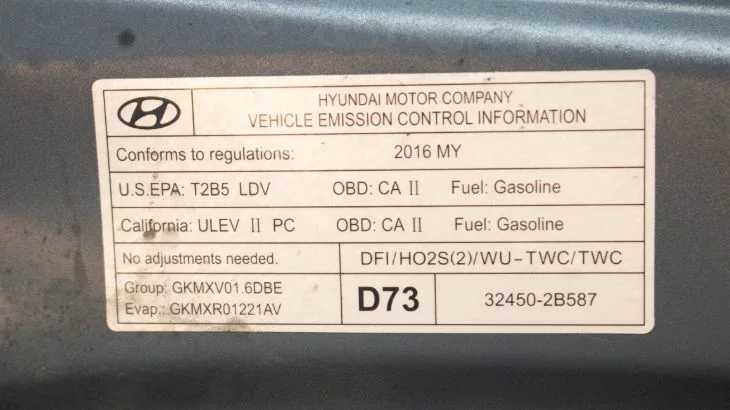 HYUNDAI MOTOR COMPANY
VEHICLE EMISSION CONTROL INFORMATION
Conforms to regulations: 2016 MY
U.S.EPA: T2B5 LDV OBD: CA II Fuel: Gasoline
California: ULEV II PC OBD: CA II Fuel: Gasoline
No adjustments needed. DFI/HO2S(2)/WU-TWC/TWC
Group: GKMXV01.6DBE
Evap.: GKMXR01221AV
D73 32450-2B587